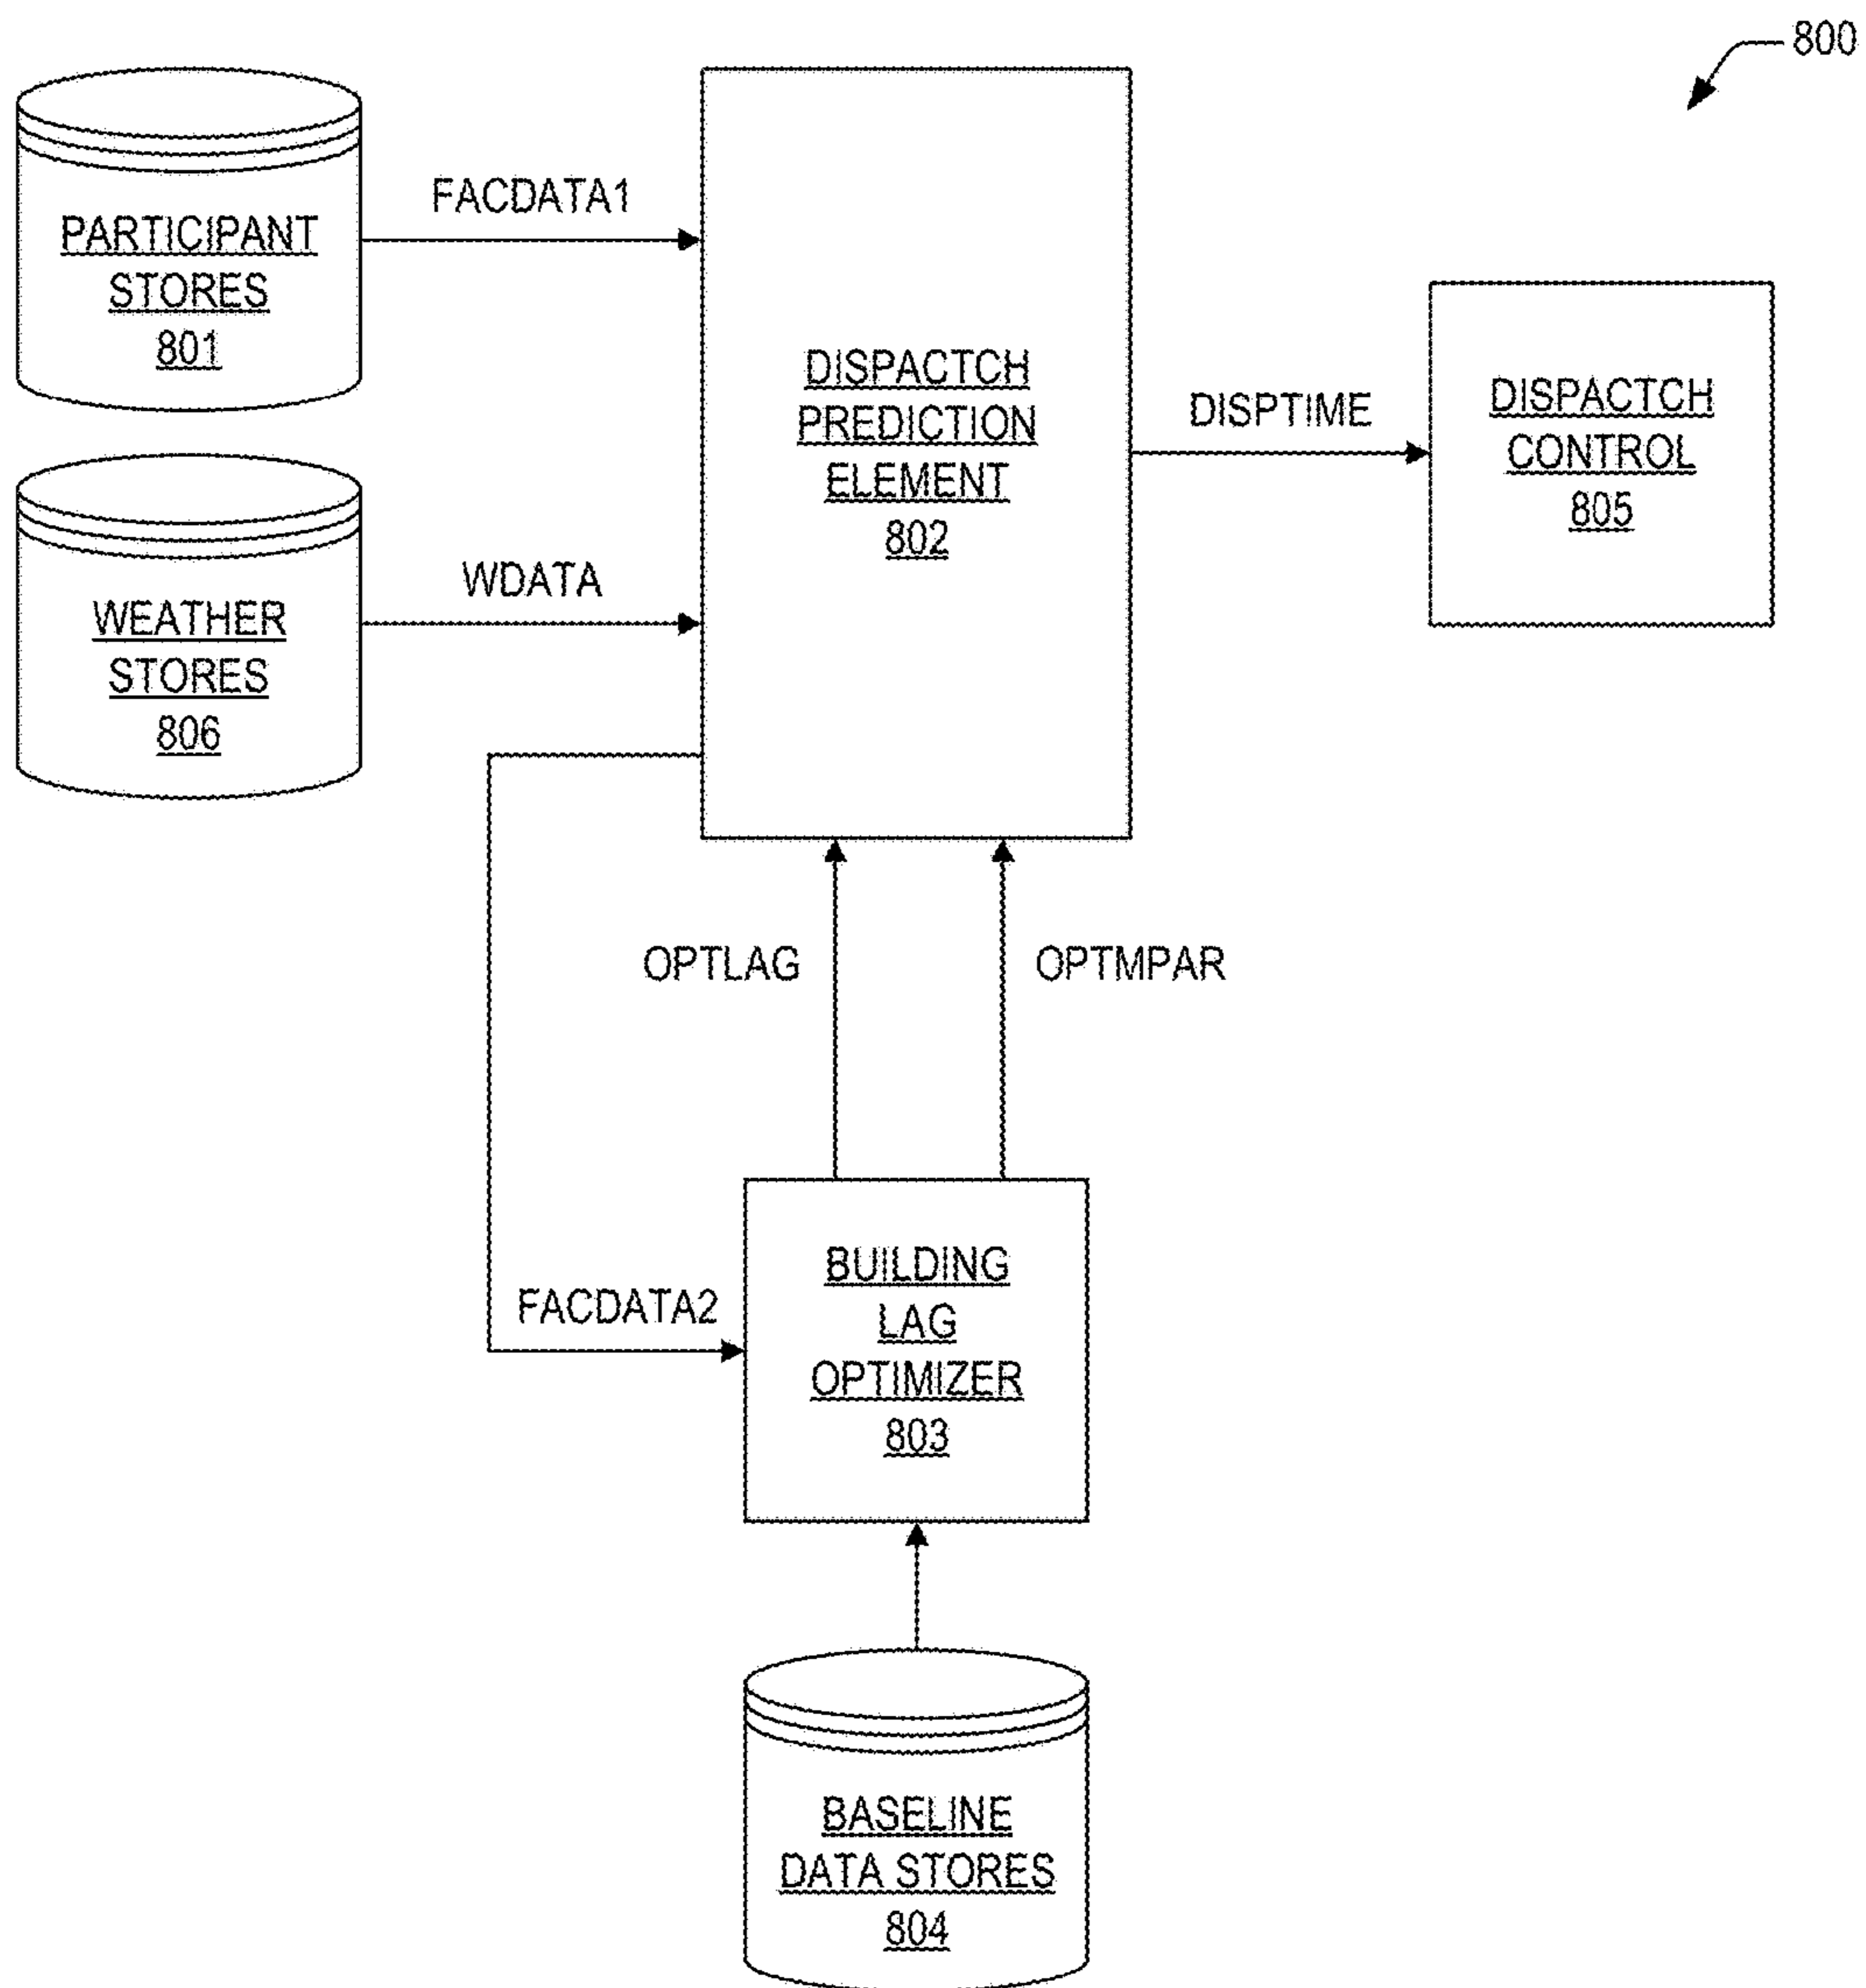 800
PARTICIPANT
STORES
801
FACDATA1
DISPACTCH
PREDICTION
ELEMENT
802
DISPTIME
DISPACTCH
CONTROL
805
WEATHER
STORES
806
WDATA
OPTLAG
OPTMPAR
FACDATA2
BUILDING
LAG
OPTIMIZER
803
BASELINE
DATA STORES
804